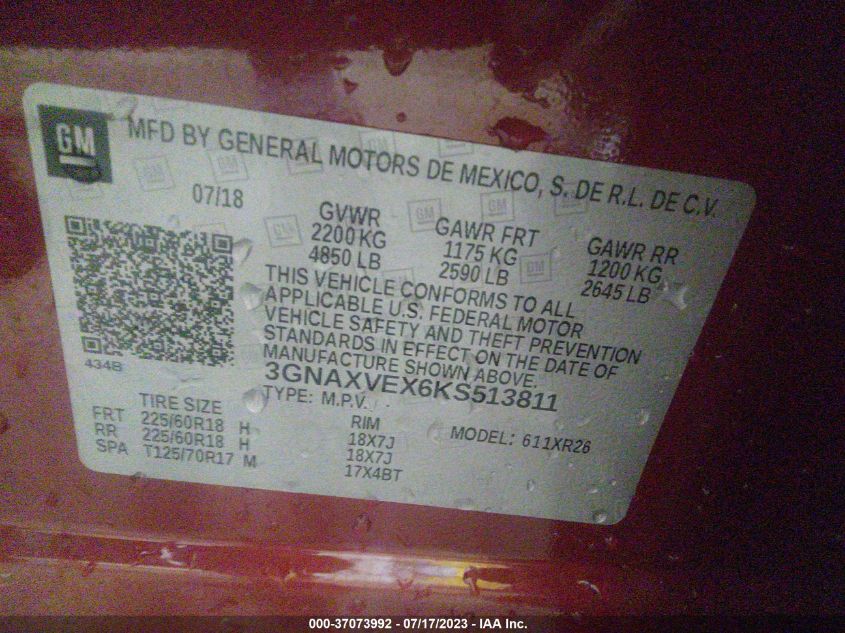 GM
MFD BY GENERAL MOTORS DE MEXICO, S. DE R.L. DE C.V.
07/18
GVWR GAWR FRT GAWR RR
2200 KG 1175 KG 1200 KG
4850 LB 2590 LB 2645 LB
THIS VEHICLE CONFORMS TO ALL
APPLICABLE U.S. FEDERAL MOTOR
VEHICLE SAFETY AND THEFT PREVENTION
STANDARDS IN EFFECT ON THE DATE OF
MANUFACTURE SHOWN ABOVE.
434B
3GNAXVEX6KS513811
TYPE: M.P.V.
MODEL: 611XR26
TIRE SIZE RIM
FRT 225/60R18 H 18X7J
RR 225/60R18 H 18X7J
SPA T125/70R17 M 17X4BT
000-37073992 - 07/17/2023 - IAA Inc.